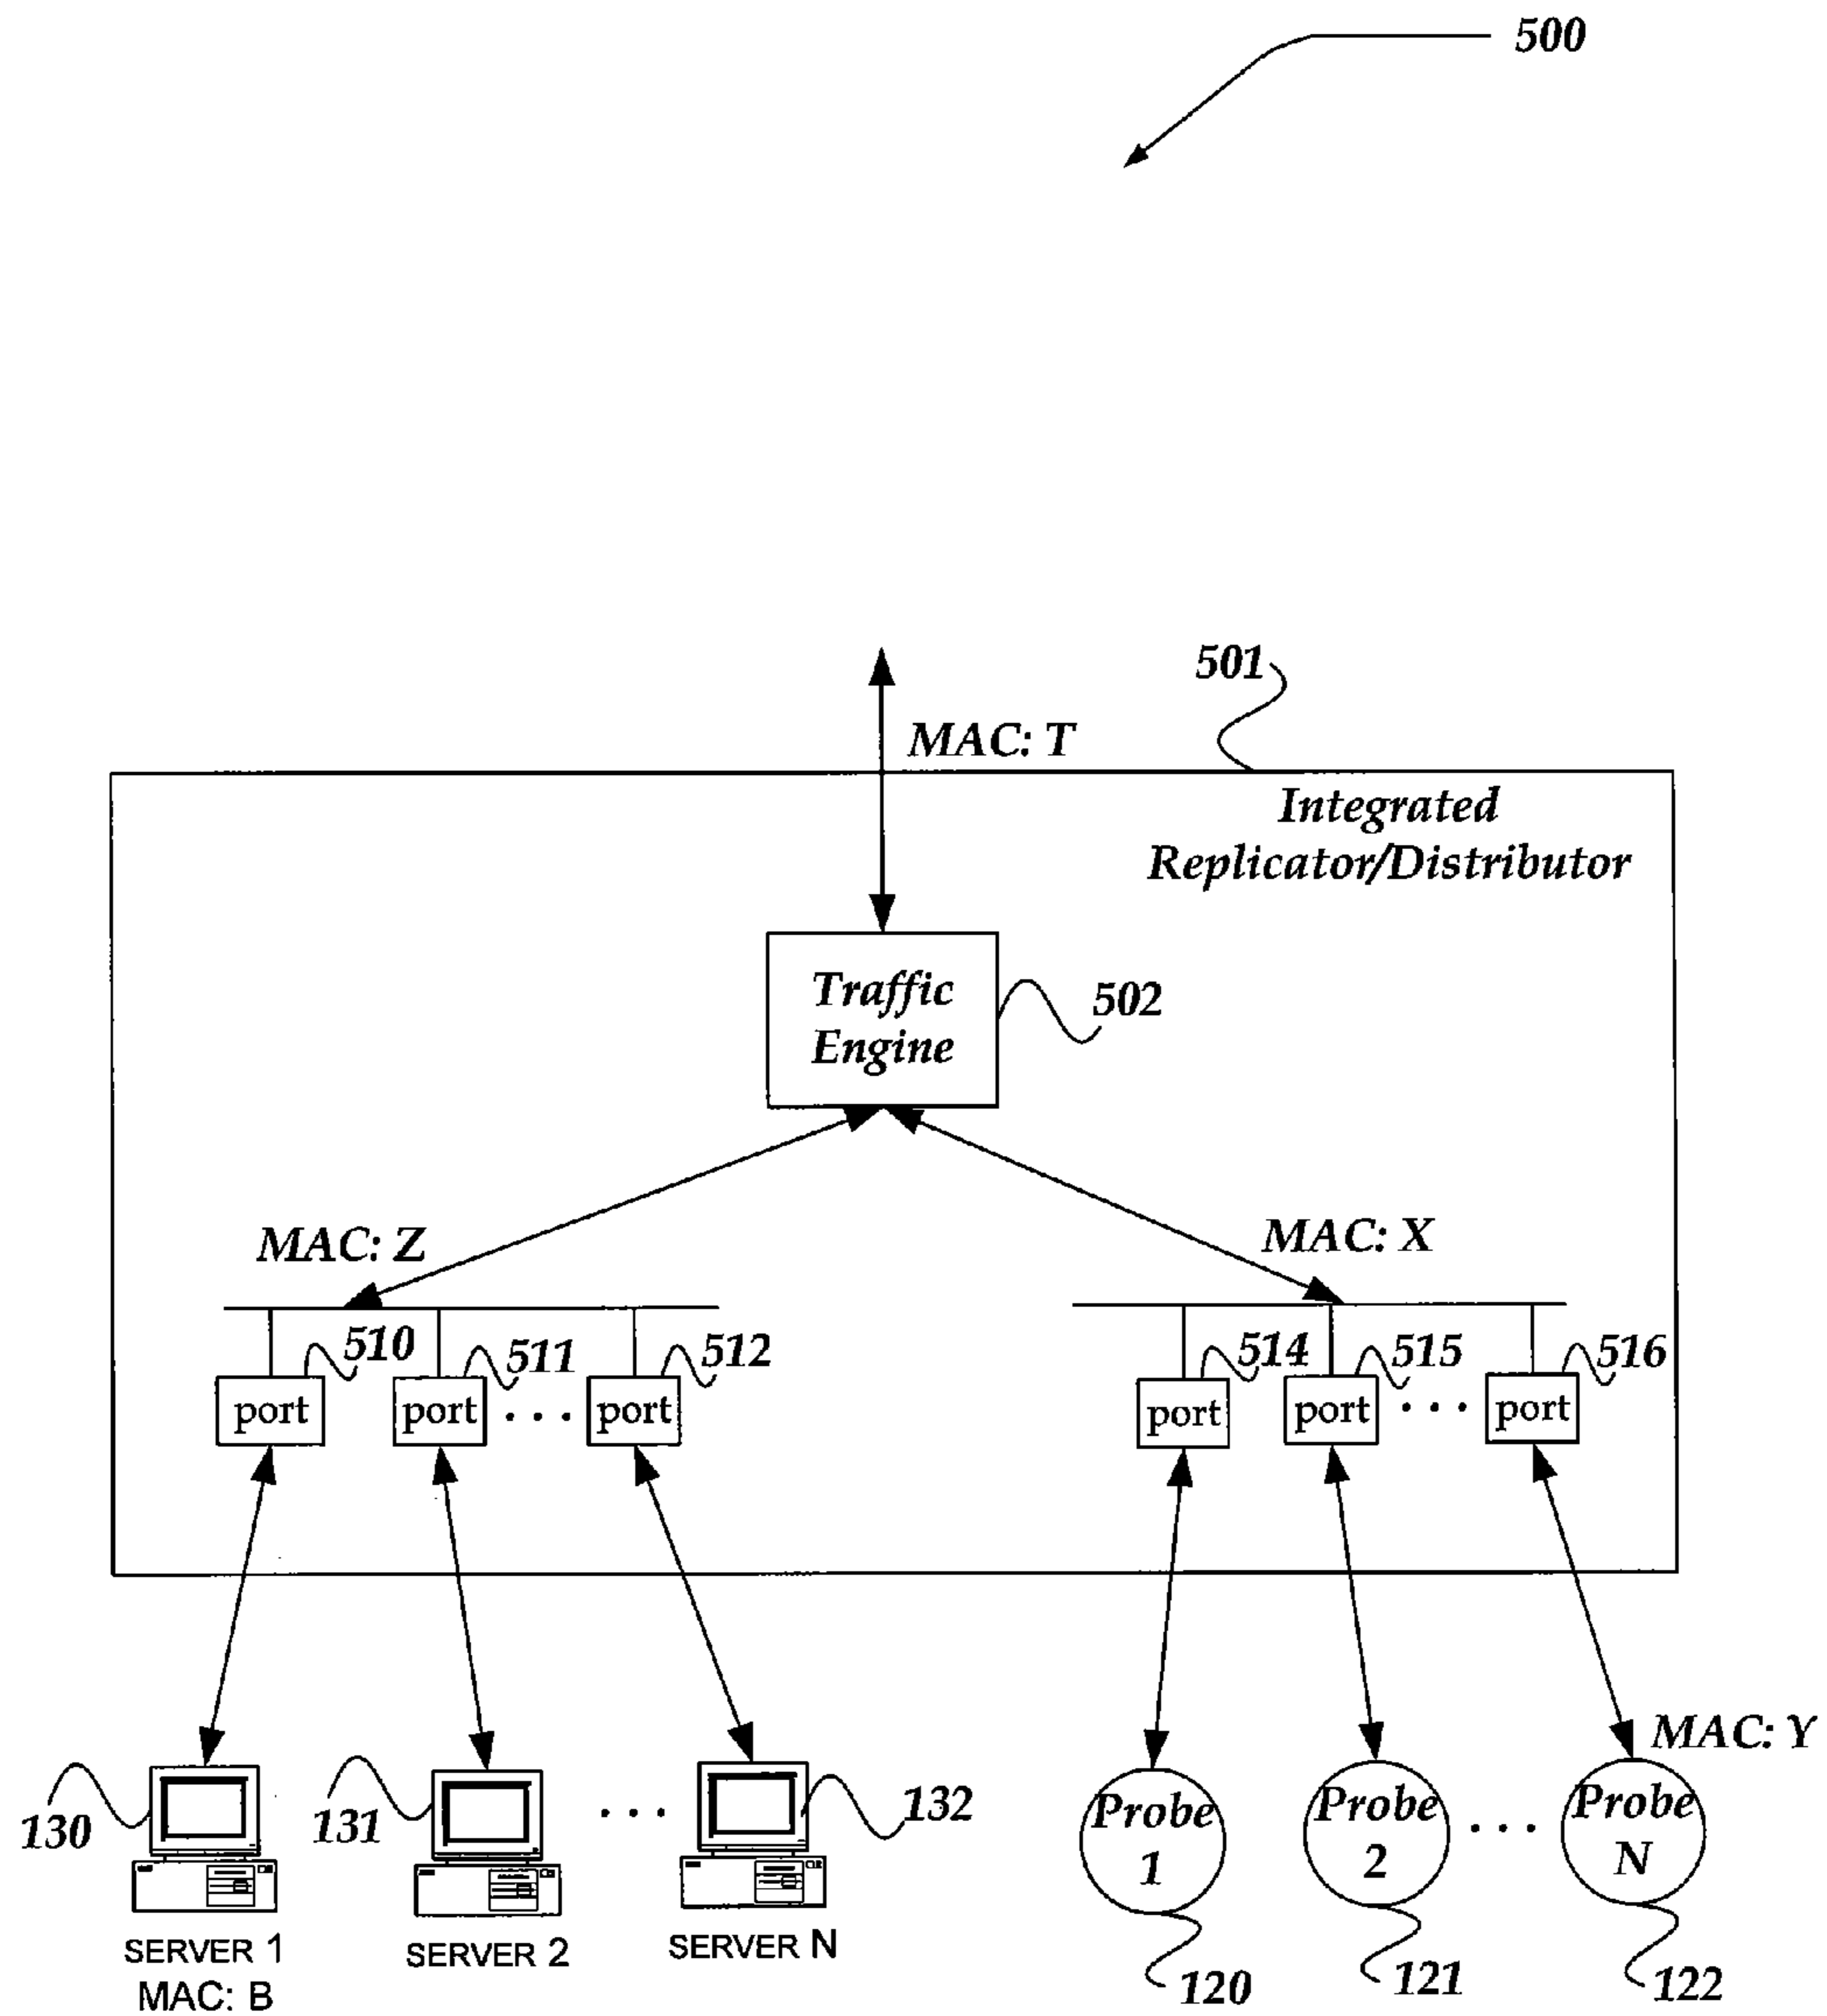 500
501
MAC: T
Integrated
Replicator/Distributor
Traffic
Engine
502
MAC: Z
MAC: X
510
511
512
514
515
516
port
port
...
port
port
port
...
port
MAC: Y
130
131
...
132
Probe
1
Probe
2
...
Probe
N
SERVER 1
MAC: B
SERVER 2
SERVER N
120
121
122